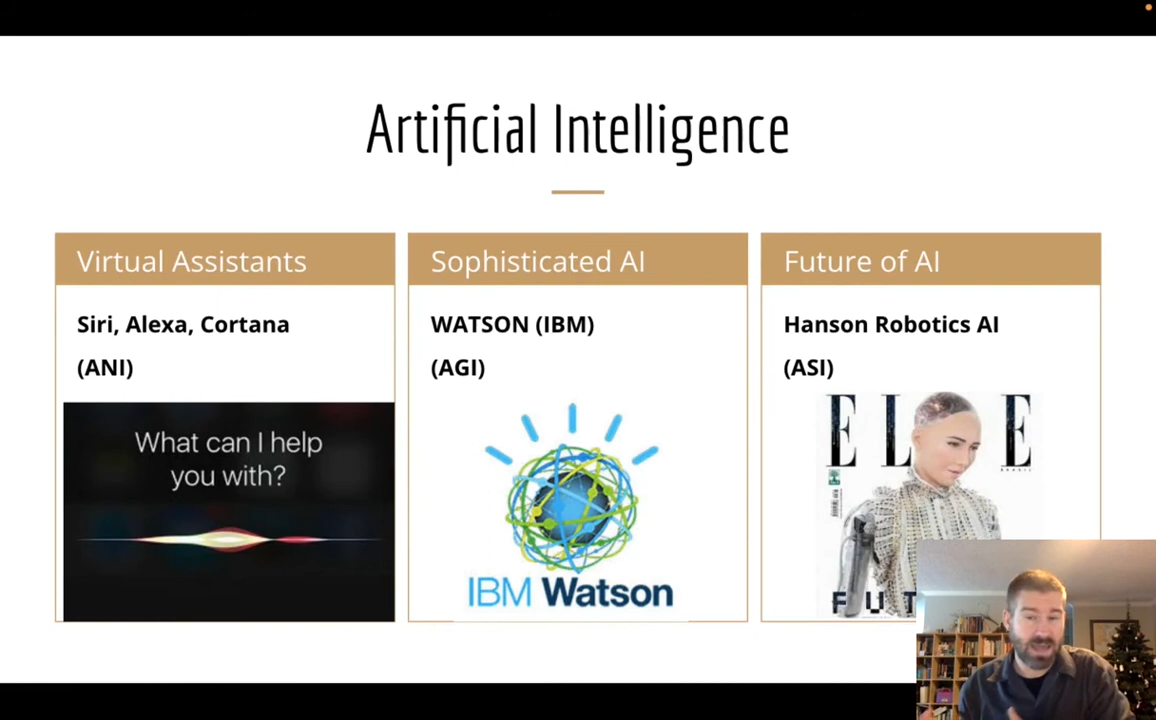 Artificial Intelligence
Virtual Assistants
Siri, Alexa, Cortana
(ANI)
What can I help
you with?
Sophisticated AI
WATSON (IBM)
(AGI)
IBM Watson
Future of AI
Hanson Robotics AI
(ASI)
ELLE
FUT